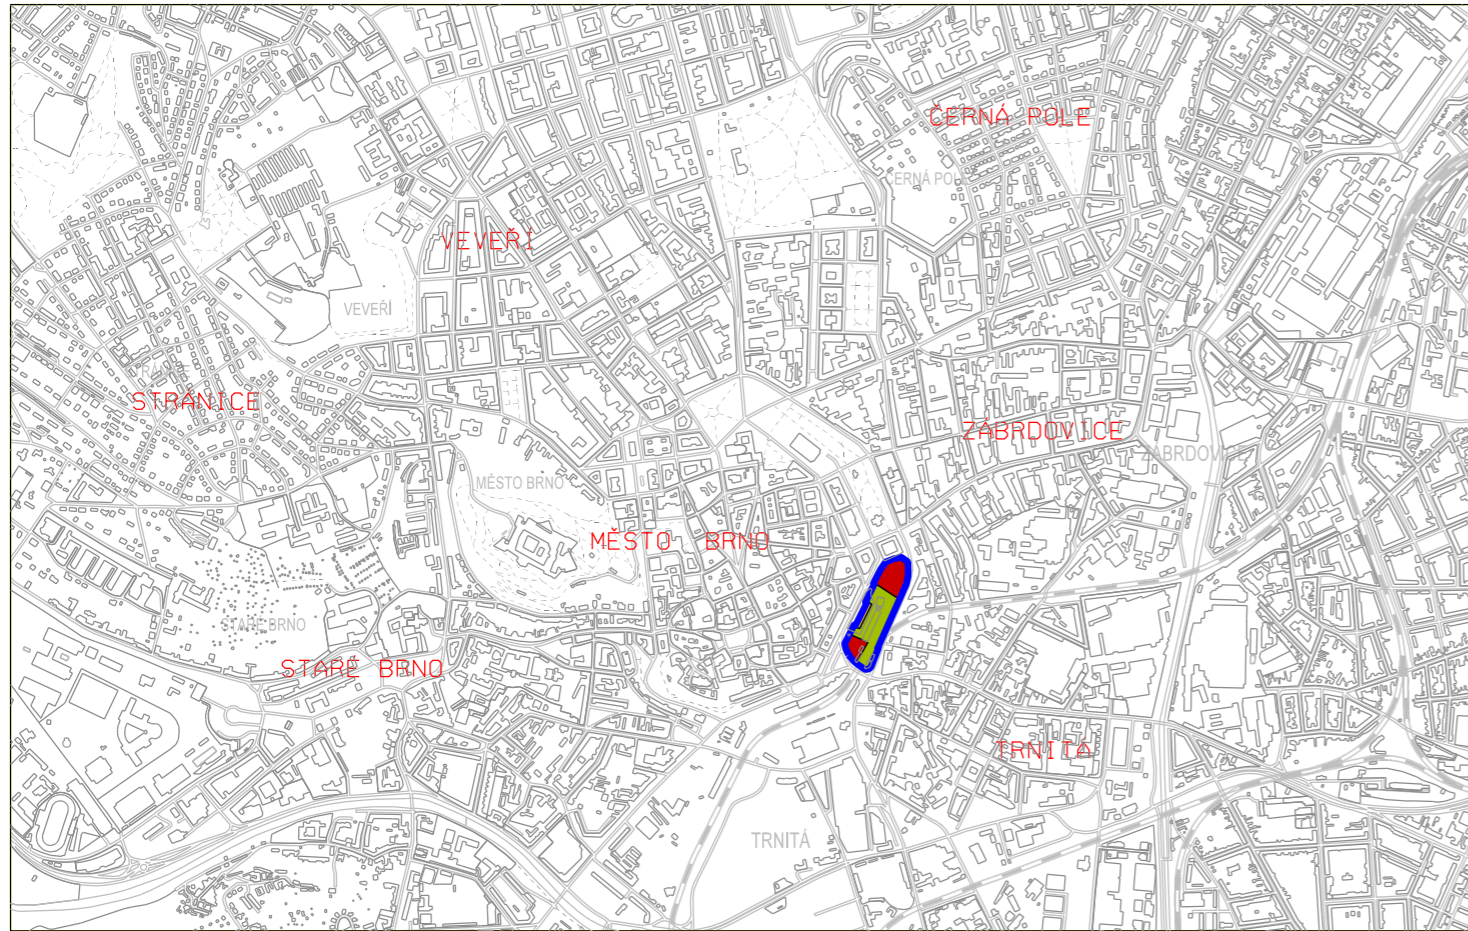 ČERNÁ POLE
ČERNÁ POLE
VEVEŘÍ
VEVEŘÍ
STRÁNICE
STRÁNICE
ZÁBRDOVICE
ZÁBRDOVICE
MĚSTO BRNO
MĚSTO BRNO
STARÉ BRNO
STARÉ BRNO
TRNITÁ
TRNITÁ